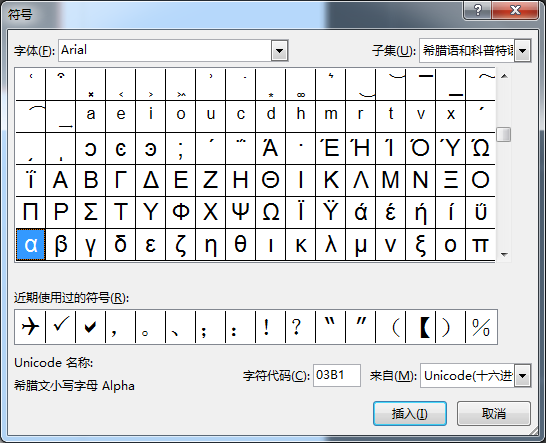 符号
字体(F): Arial 子集(U): 希腊语和科普特语
a e i o u c d h m r t v x
ͻ ͼ ͽ ; ΄ ΅ Ά · Έ Ή Ί Ό Ύ Ώ
ΐ Α Β Γ Δ Ε Ζ Η Θ Ι Κ Λ Μ Ν Ξ Ο
Π Ρ Σ Τ Υ Φ Χ Ψ Ω Ϊ Ϋ ά έ ή ί ΰ
α β γ δ ε ζ η θ ι κ λ μ ν ξ ο π
近期使用过的符号(R):
✈ ✓ ， 。 、 ； ： ！ ？ 〝 〞 （ 【 ） %
Unicode 名称:
希腊文小写字母 Alpha
字符代码(C): 03B1 来自(M): Unicode(十六进
插入(I) 取消